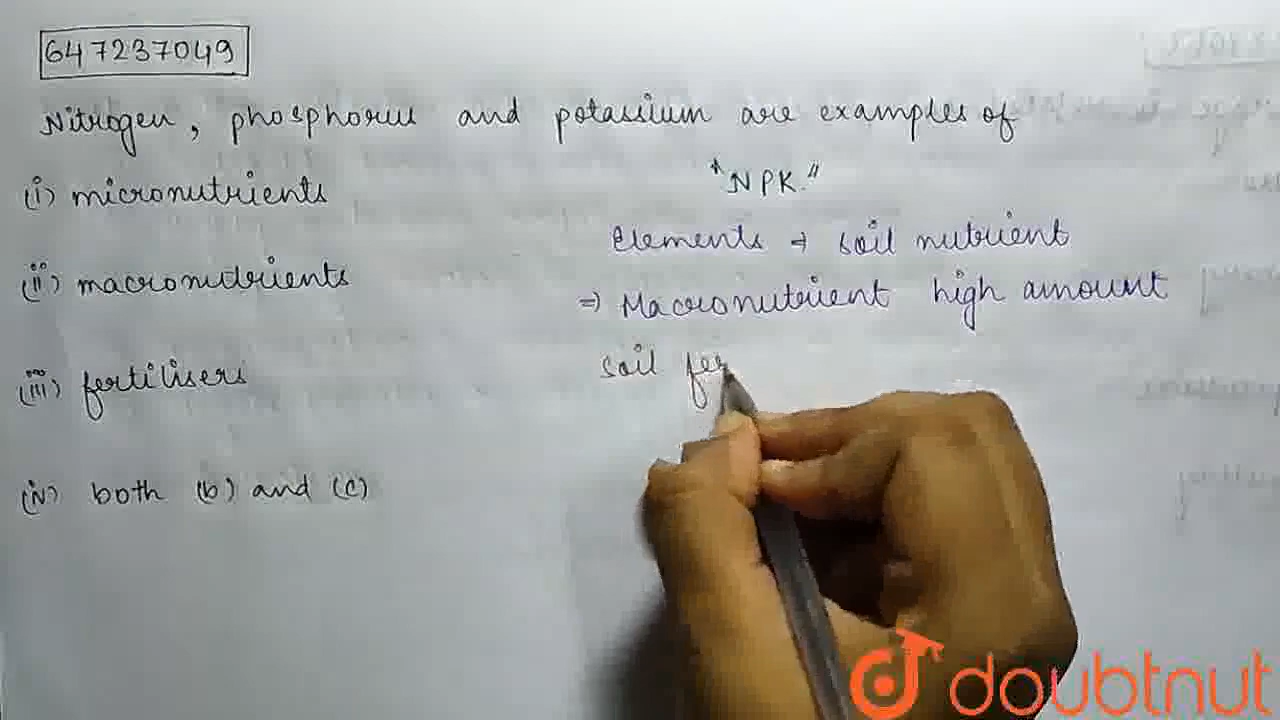 647237049
Nitrogen, phosphorus and potassium are examples of
(i) micronutrients
"NPK."
Elements ⇒ soil nutrient
(ii) macronutrients
⇒ Macronutrient high amount
soil fer
(iii) fertilisers
(iv) both (b) and (c)
doubtnut